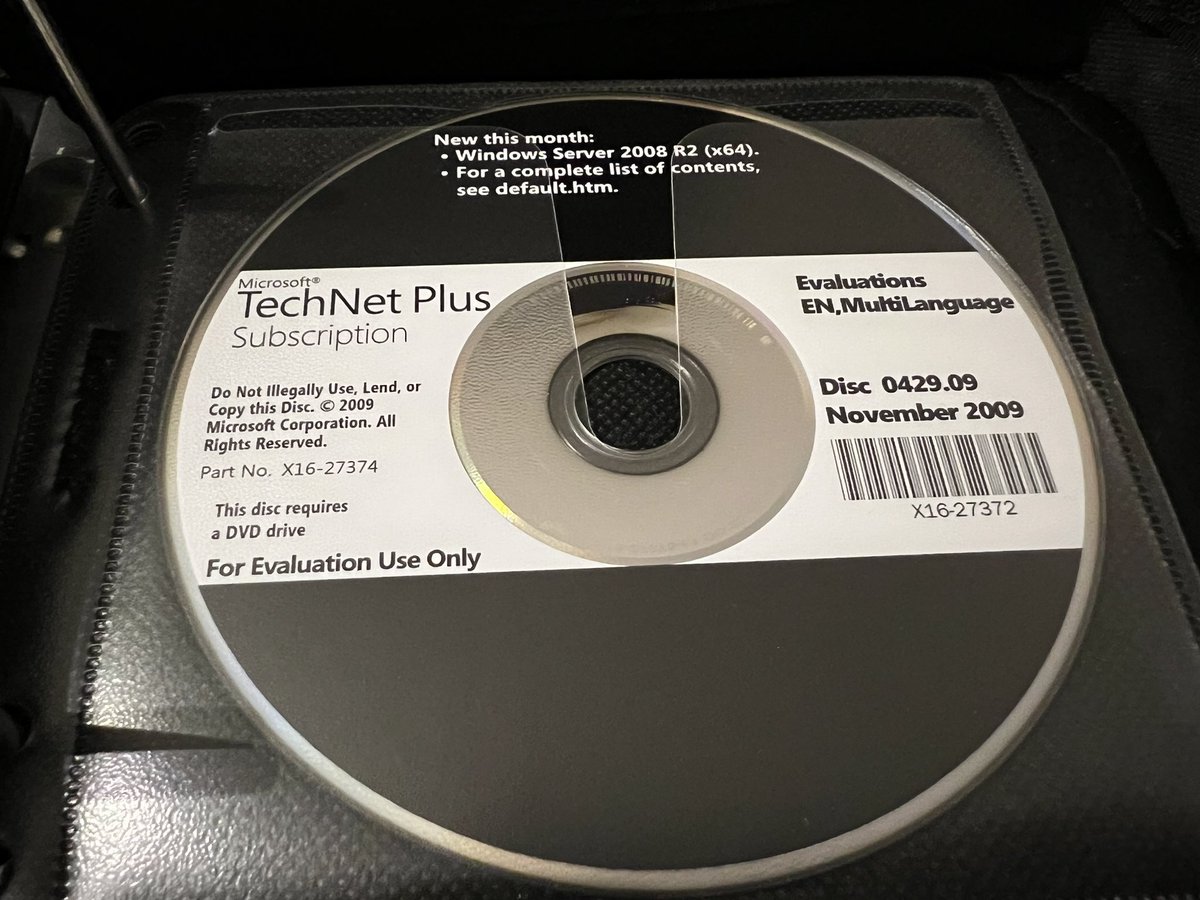 New this month:
• Windows Server 2008 R2 (x64).
• For a complete list of contents,
see default.htm.
Microsoft®
TechNet Plus
Subscription
Do Not Illegally Use, Lend, or
Copy this Disc. © 2009
Microsoft Corporation. All
Rights Reserved.
Part No. X16-27374
This disc requires
a DVD drive
For Evaluation Use Only
Evaluations
EN,MultiLanguage
Disc 0429.09
November 2009
X16-27372